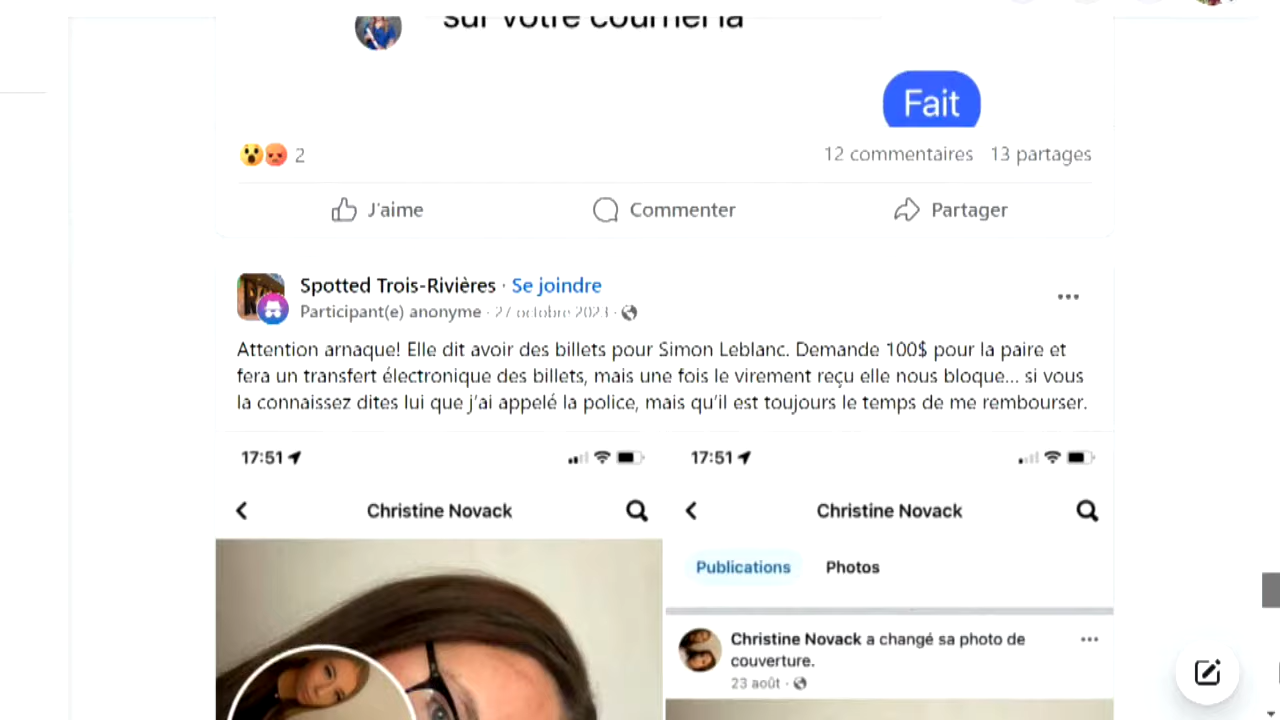 sur votre courriel la
Fait
2
12 commentaires 13 partages
J'aime
Commenter
Partager
Spotted Trois-Rivières · Se joindre
Participant(e) anonyme · 27 octobre 2023 ·
Attention arnaque! Elle dit avoir des billets pour Simon Leblanc. Demande 100$ pour la paire et
fera un transfert électronique des billets, mais une fois le virement reçu elle nous bloque... si vous
la connaissez dites lui que j'ai appelé la police, mais qu'il est toujours le temps de me rembourser.
17:51
Christine Novack
17:51
Christine Novack
Publications Photos
Christine Novack a changé sa photo de
couverture.
23 août ·